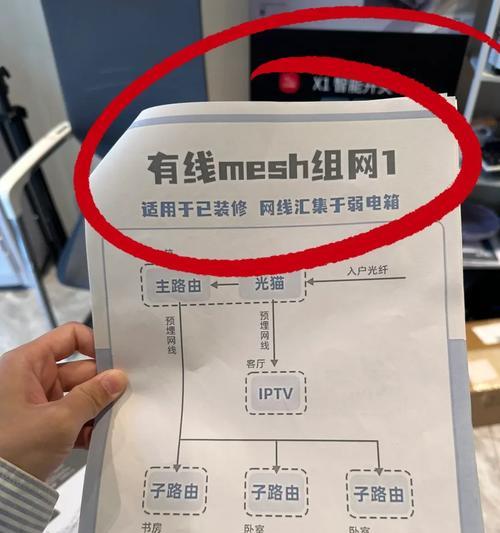 X1 智能开关
有线mesh组网1
适用于已装修 网线汇集于弱电箱
主路由
光猫
入户光纤
预埋网线
预埋网线
客厅
IPTV
子路由
子路由
子路由
书房
卧室
卧室